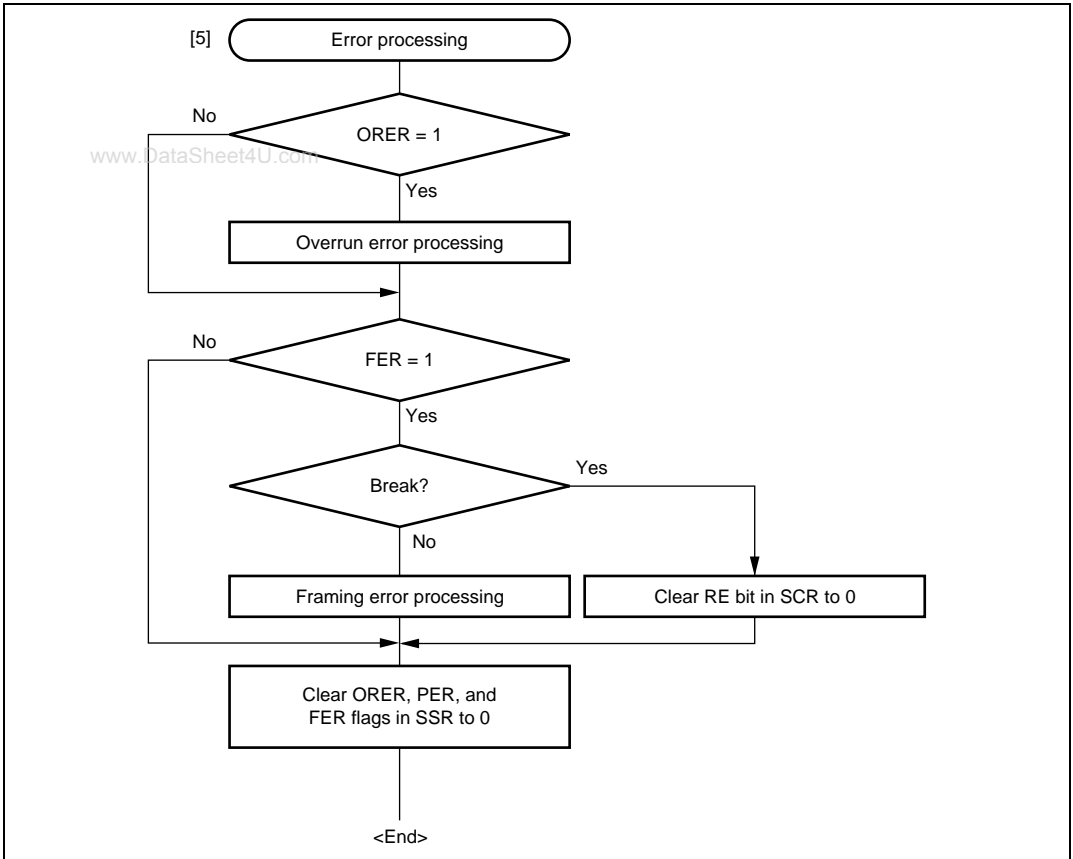 [5] Error processing
No
ORER = 1
www.DataSheet4U.com
Yes
Overrun error processing
No
FER = 1
Yes
Break?
Yes
No
Framing error processing
Clear RE bit in SCR to 0
Clear ORER, PER, and
FER flags in SSR to 0
<End>